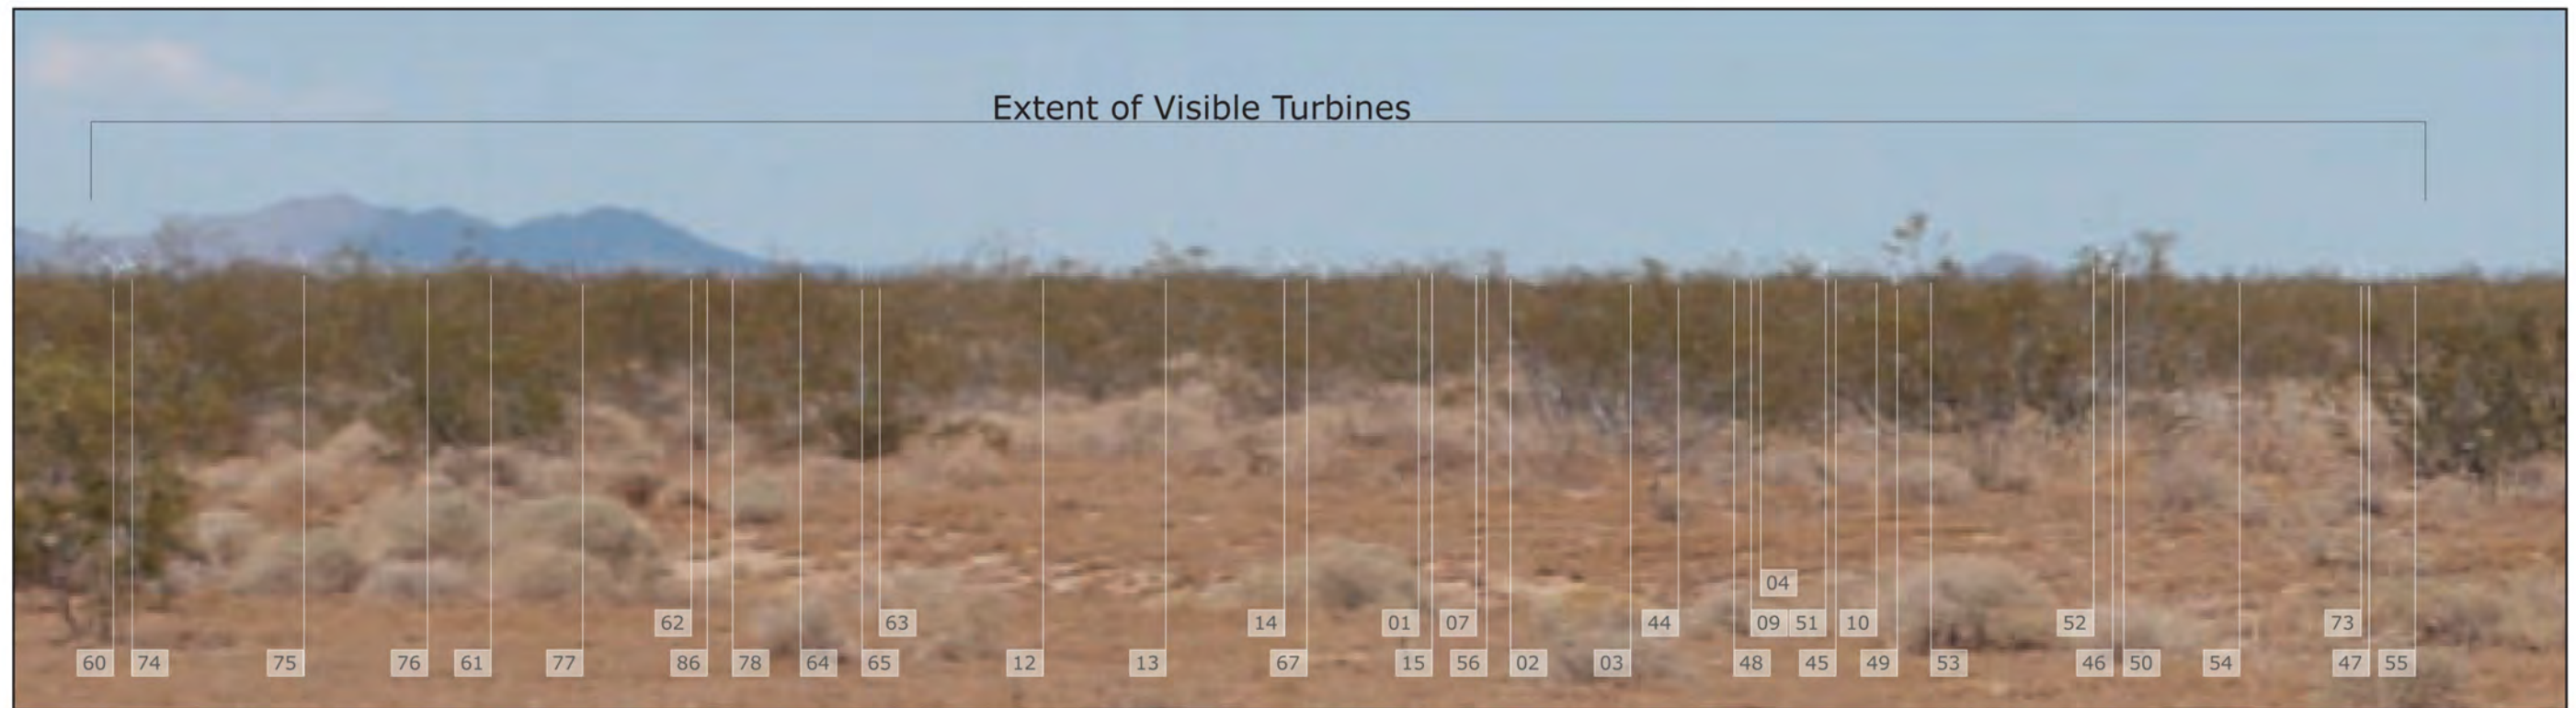 Extent of Visible Turbines
04
62 63 14 01 07 44 09 51 10 52 73
60 74 75 76 61 77 86 78 64 65 12 13 67 15 56 02 03 48 45 49 53 46 50 54 47 55